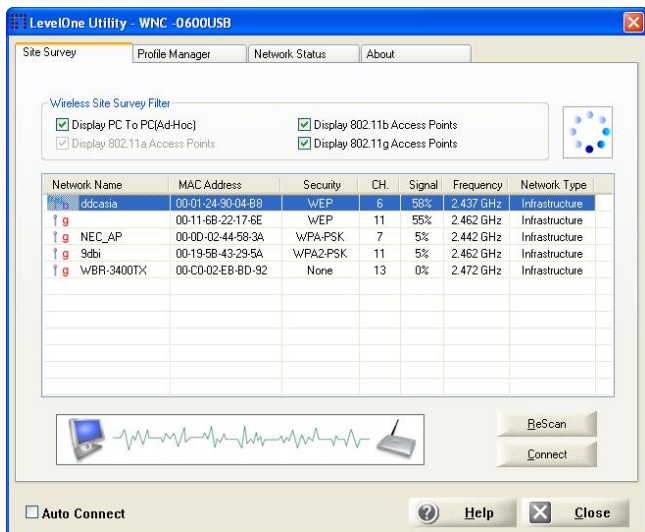 LevelOne Utility - WNC -0600USB
Site Survey Profile Manager Network Status About
Wireless Site Survey Filter
Display PC To PC(Ad-Hoc) Display 802.11b Access Points
Display 802.11a Access Points Display 802.11g Access Points
Network Name MAC Address Security CH. Signal Frequency Network Type
b ddcasia 00-01-24-90-04-B8 WEP 6 58% 2.437 GHz Infrastructure
g 00-11-6B-22-17-6E WEP 11 55% 2.462 GHz Infrastructure
g NEC_AP 00-0D-02-44-58-3A WPA-PSK 7 5% 2.442 GHz Infrastructure
g 9dbi 00-19-5B-43-29-5A WPA2-PSK 11 5% 2.462 GHz Infrastructure
g WBR-3400TX 00-C0-02-EB-BD-92 None 13 0% 2.472 GHz Infrastructure
ReScan
Connect
Auto Connect ? Help Close